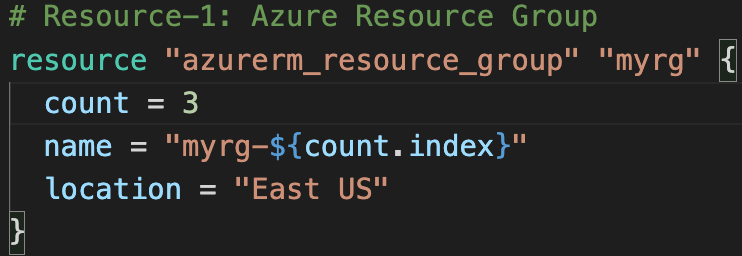 # Resource-1: Azure Resource Group
resource "azurerm_resource_group" "myrg" {
  count = 3
  name = "myrg-${count.index}"
  location = "East US"
}